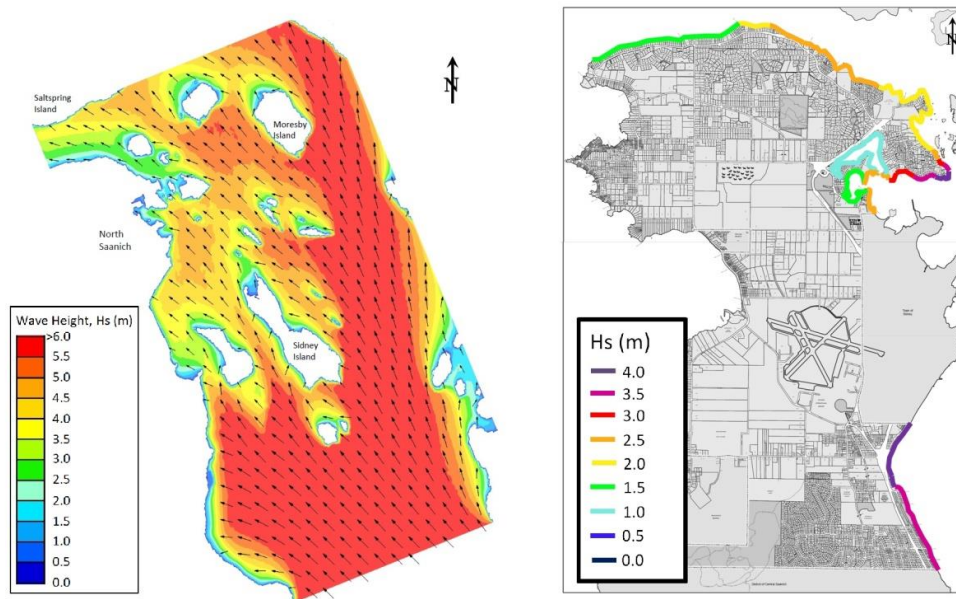 Saltspring
Island
N
Moresby
Island
North
Saanich
Sidney
Island
Wave Height, Hs (m)
>6.0
5.5
5.0
4.5
4.0
3.5
3.0
2.5
2.0
1.5
1.0
0.5
0.0
N
Hs (m)
4.0
3.5
3.0
2.5
2.0
1.5
1.0
0.5
0.0